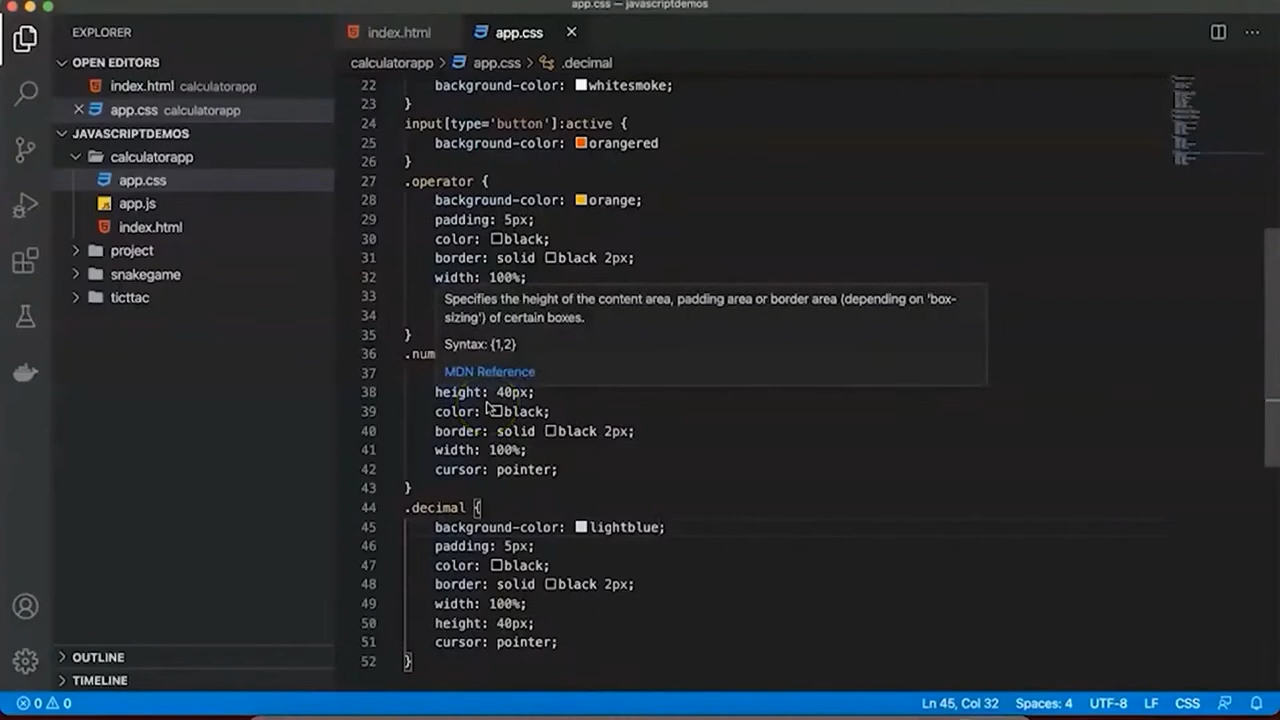 app.css — javascriptdemos
EXPLORER
index.html
app.css
OPEN EDITORS
calculatorapp
app.css
.decimal
index.html calculatorapp
app.css calculatorapp
JAVASCRIPTDEMOS
calculatorapp
app.css
app.js
index.html
project
snakegame
ticttac
OUTLINE
TIMELINE
22 background-color: whitesmoke;
23 }
24 input[type='button']:active {
25 background-color: orangered
26 }
27 .operator {
28 background-color: orange;
29 padding: 5px;
30 color: black;
31 border: solid black 2px;
32 width: 100%;
33
34
35 }
36 .num
37
Specifies the height of the content area, padding area or border area (depending on 'box-
sizing') of certain boxes.
Syntax: {1,2}
MDN Reference
38 height: 40px;
39 color: black;
40 border: solid black 2px;
41 width: 100%;
42 cursor: pointer;
43 }
44 .decimal {
45 background-color: lightblue;
46 padding: 5px;
47 color: black;
48 border: solid black 2px;
49 width: 100%;
50 height: 40px;
51 cursor: pointer;
52 }
0 0
Ln 45, Col 32
Spaces: 4
UTF-8
LF
CSS